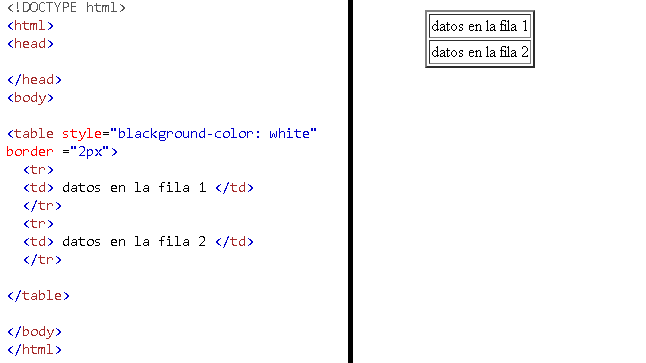 <!DOCTYPE html>
<html>
<head>
</head>
<body>
<table style="blackground-color: white"
border ="2px">
<tr>
<td> datos en la fila 1 </td>
</tr>
<tr>
<td> datos en la fila 2 </td>
</tr>
</table>
</body>
</html>
datos en la fila 1
datos en la fila 2